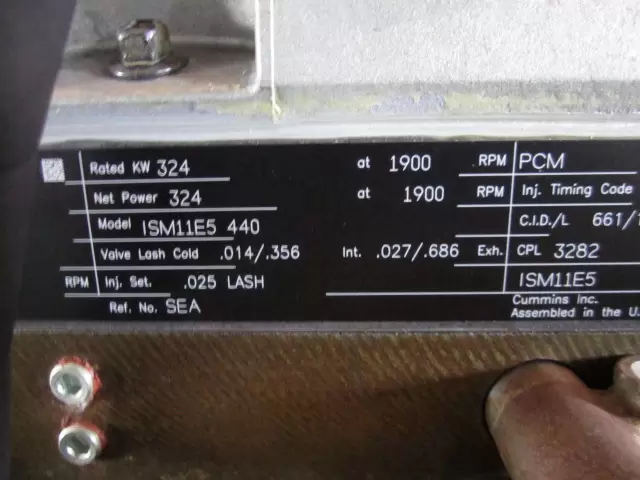 Rated KW 324 at 1900 RPM PCM
Net Power 324 at 1900 RPM Inj. Timing Code
Model ISM11E5 440 C.I.D./L 661/
Valve Lash Cold .014/.356 Int. .027/.686 Exh. CPL 3282
RPM Inj. Set. .025 LASH ISM11E5
Ref. No. SEA Cummins Inc.
Assembled in the U.